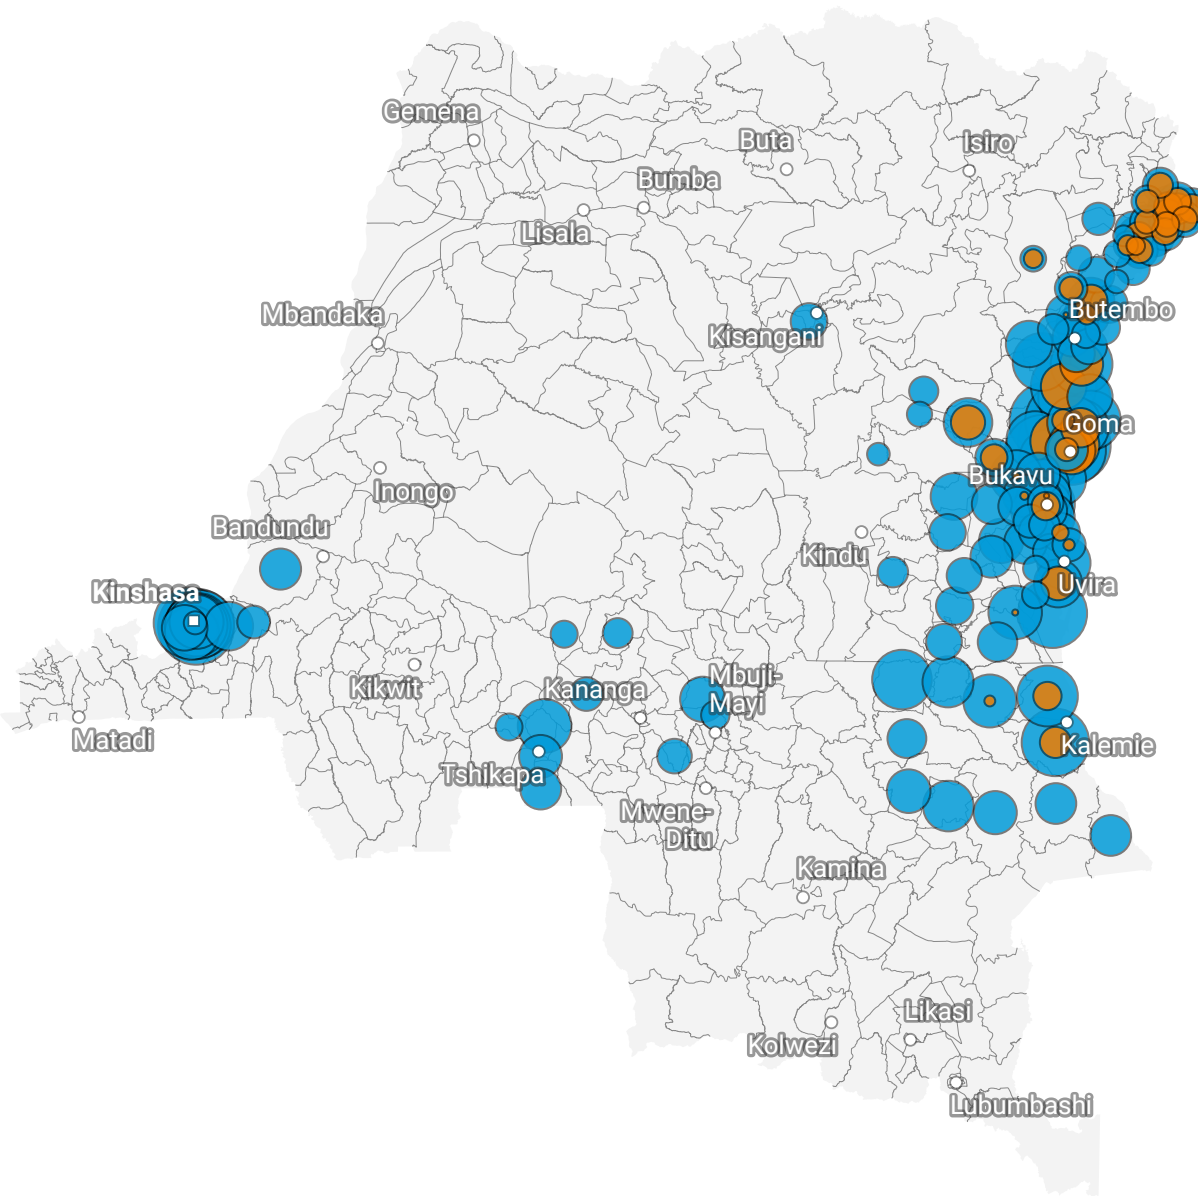 Gemena
Buta
Isiro
Bumba
Lisala
Mbandaka
Butembo
Kisangani
Goma
Bukavu
Inongo
Bandundu
Kindu
Uvira
Kinshasa
Kikwit
Kananga
Mbuji-
Mayi
Matadi
Kalemie
Tshikapa
Mwene-
Ditu
Kamina
Likasi
Kolwezi
Lubumbashi